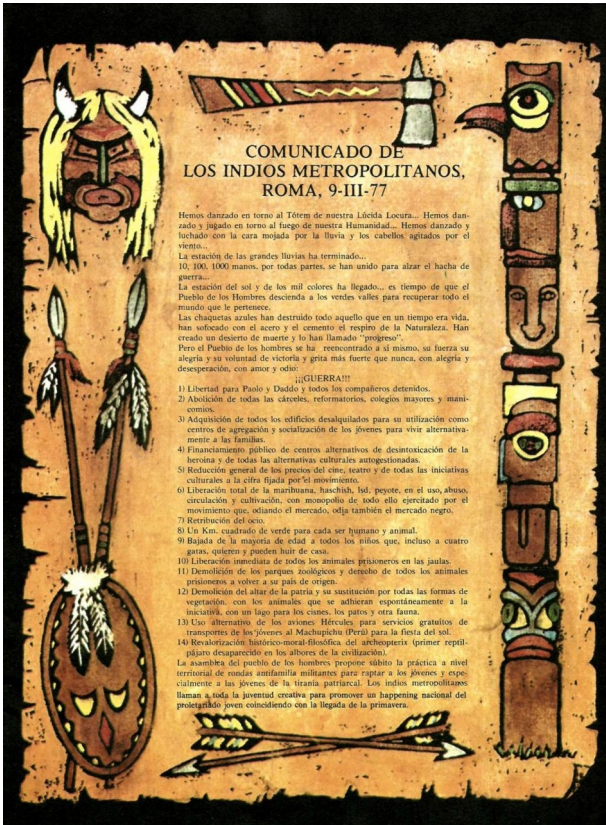 COMUNICADO DE
LOS INDIOS METROPOLITANOS,
ROMA, 9-III-77
Hemos danzado en torno al Tótem de nuestra Lúcida Locura... Hemos dan-
zado y jugado en torno al fuego de nuestra Humanidad... Hemos danzado y
luchado con la cara mojada por la lluvia y los cabellos agitados por el
viento...
La estación de las grandes lluvias ha terminado...
10, 100, 1000 manos, por todas partes, se han unido para alzar el hacha de
guerra...
La estación del sol y de los mil colores ha llegado... es tiempo de que el
Pueblo de los Hombres descienda a los verdes valles para recuperar todo el
mundo que le pertenece.
Las chaquetas azules han destruido todo aquello que en un tiempo era vida,
han sofocado con el acero y el cemento el respiro de la Naturaleza. Han
creado un desierto de muerte y lo han llamado "progreso".
Pero el Pueblo de los hombres se ha reencontrado a sí mismo, su fuerza su
alegría y su voluntad de victoria y grita más fuerte que nunca, con alegría y
desesperación, con amor y odio:
¡¡¡GUERRA!!!
1) Libertad para Paolo y Daddo y todos los compañeros detenidos.
2) Abolición de todas las cárceles, reformatorios, colegios mayores y mani-
comios.
3) Adquisición de todos los edificios desalquilados para su utilización como
centros de agregación y socialización de los jóvenes para vivir alternativa-
mente a las familias.
4) Financiamiento público de centros alternativos de desintoxicación de la
heroína y de todas las alternativas culturales autogestionadas.
5) Reducción general de los precios del cine, teatro y de todas las iniciativas
culturales a la cifra fijada por el movimiento.
6) Liberación total de la marihuana, haschish, lsd, peyote, en el uso, abuso,
circulación y cultivación, con monopolio de todo ello ejercitado por el
movimiento que, odiando el mercado, odja también el mercado negro.
7) Retribución del ocio.
8) Un Km. cuadrado de verde para cada ser humano y animal.
9) Bajada de la mayoría de edad a todos los niños que, incluso a cuatro
gatas, quieren y pueden huir de casa.
10) Liberación inmediata de todos los animales prisioneros en las jaulas.
11) Demolición de los parques zoológicos y derecho de todos los animales
prisioneros a volver a su país de origen.
12) Demolición del altar de la patria y su sustitución por todas las formas de
vegetación, con los animales que se adhieran espontáneamente a la
iniciativa, con un lago para los cisnes, los patos y otra fauna.
13) Uso alternativo de los aviones Hércules para servicios gratuitos de
transportes de los jóvenes al Machupichu (Perú) para la fiesta del sol.
14) Revalorización histórico-moral-filosófica del archeopterix (primer reptil-
pájaro desaparecido en los albores de la civilización).
La asamblea del pueblo de los hombres propone súbito la práctica a nivel
territorial de rondas antifamilia militantes para raptar a los jóvenes y espe-
cialmente a las jóvenes de la tiranía patriarcal. Los indios metropolitanos
llaman a toda la juventud creativa para promover un happening nacional del
proletariado joven coincidiendo con la llegada de la primavera.